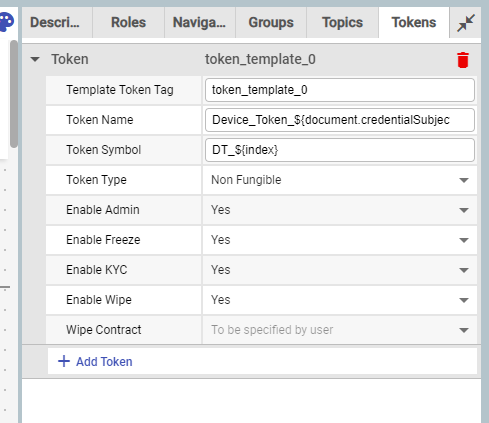 Descri... Roles Naviga... Groups Topics Tokens
Token token_template_0
Template Token Tag token_template_0
Token Name Device_Token_${document.credentialSubjec
Token Symbol DT_${index}
Token Type Non Fungible
Enable Admin Yes
Enable Freeze Yes
Enable KYC Yes
Enable Wipe Yes
Wipe Contract To be specified by user
+ Add Token